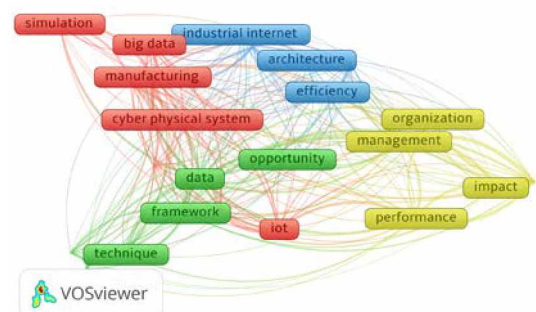 simulation
industrial internet
big data
architecture
manufacturing
efficiency
cyber physical system
organization
management
opportunity
data
impact
framework
performance
iot
technique
VOSviewer